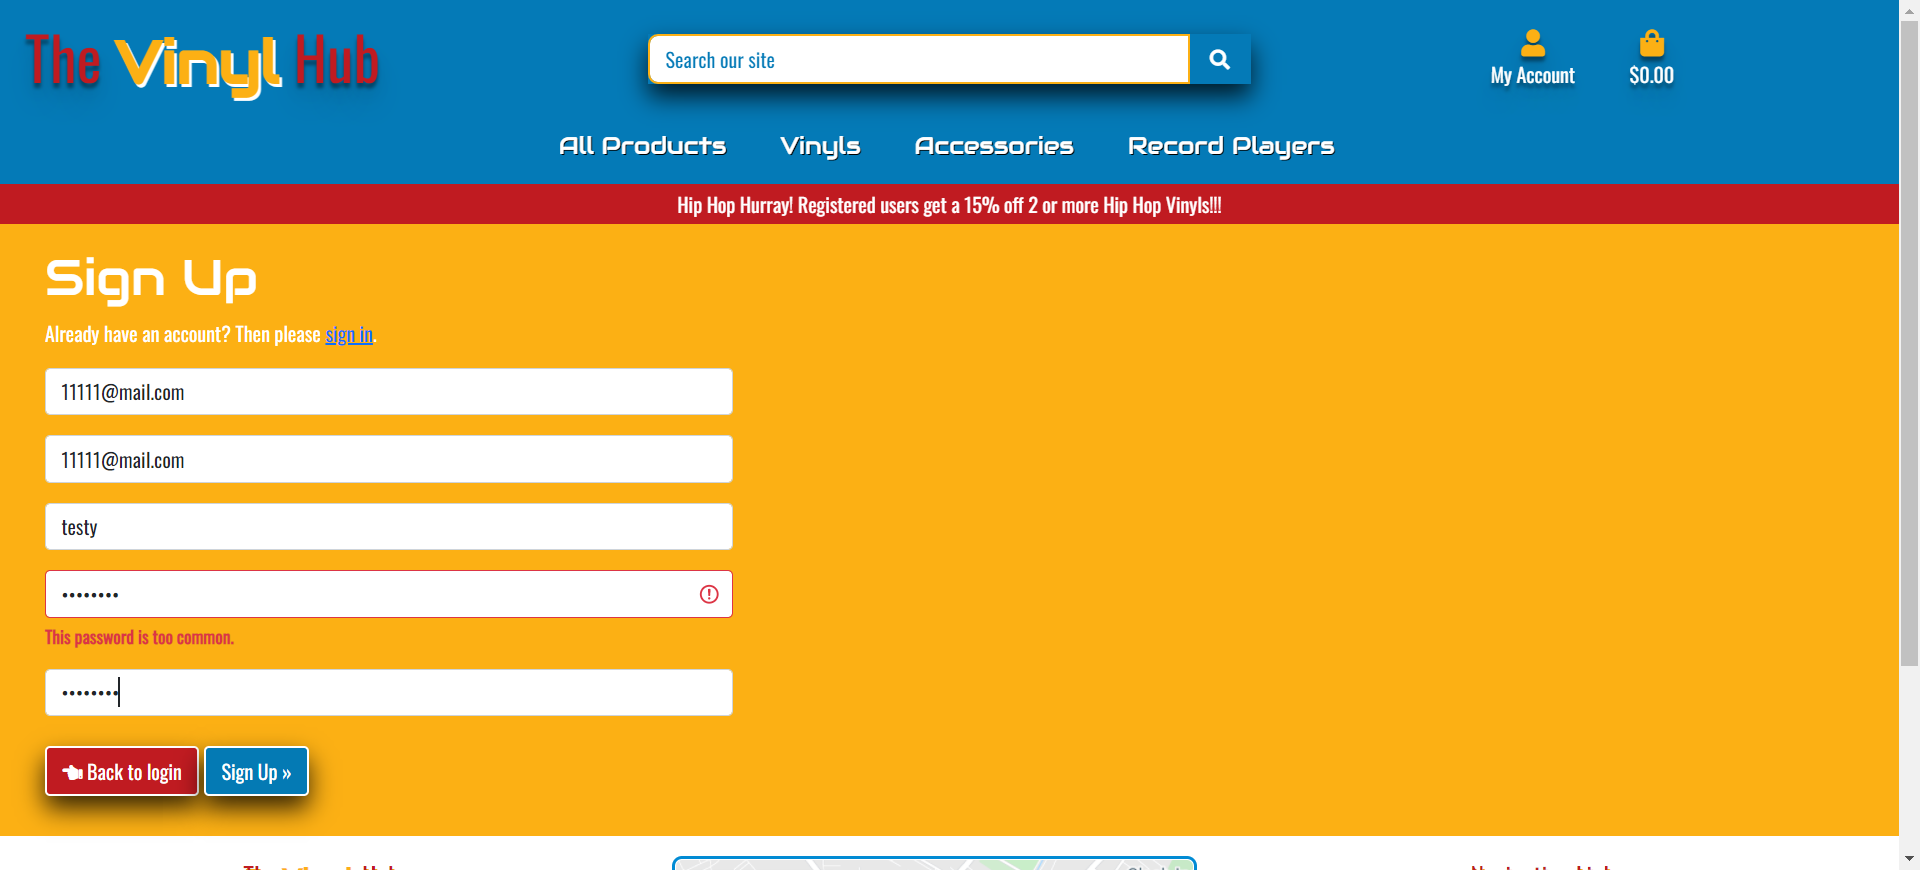 The Vinyl Hub
Search our site
My Account
$0.00
All Products
Vinyls
Accessories
Record Players
Hip Hop Hurray! Registered users get a 15% off 2 or more Hip Hop Vinyls!!!
Sign Up
Already have an account? Then please sign in.
11111@mail.com
11111@mail.com
testy
••••••••
This password is too common.
••••••••
Back to login
Sign Up »